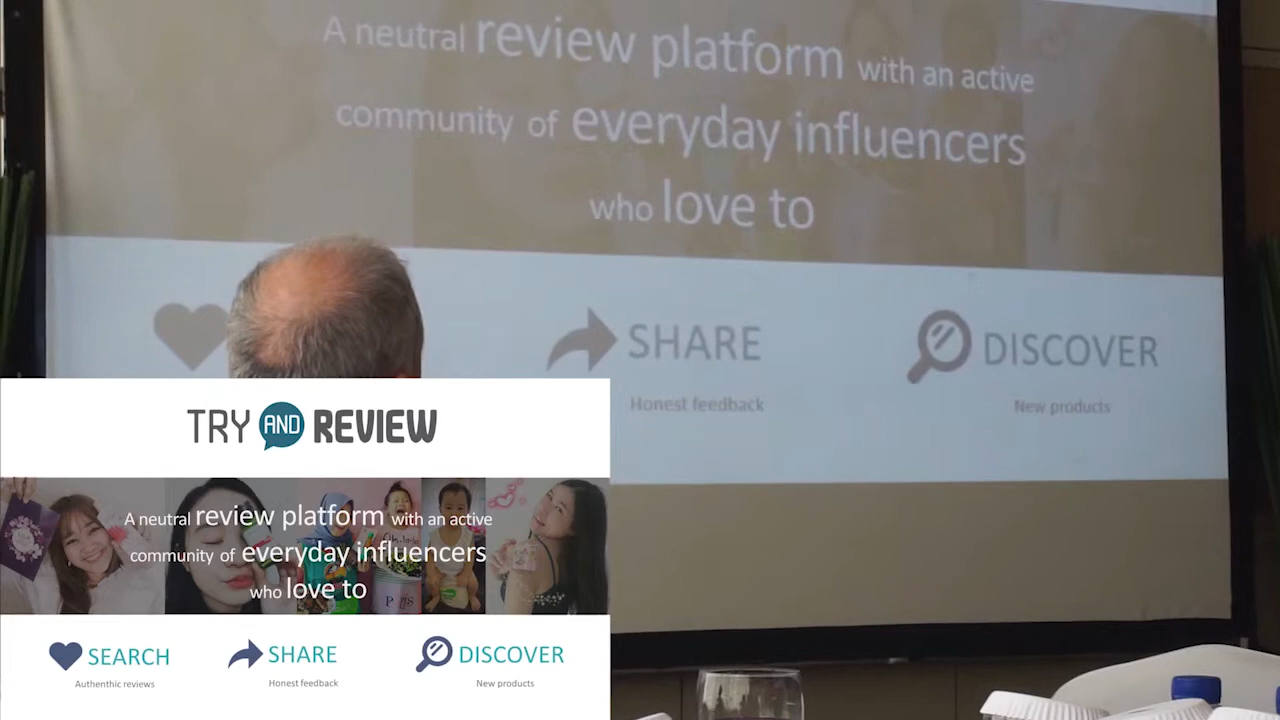 A neutral review platform with an active
community of everyday influencers
who love to
SHARE
Honest feedback
DISCOVER
New products
TRY AND REVIEW
A neutral review platform with an active
community of everyday influencers
who love to
SEARCH
Authenthic reviews
SHARE
Honest feedback
DISCOVER
New products